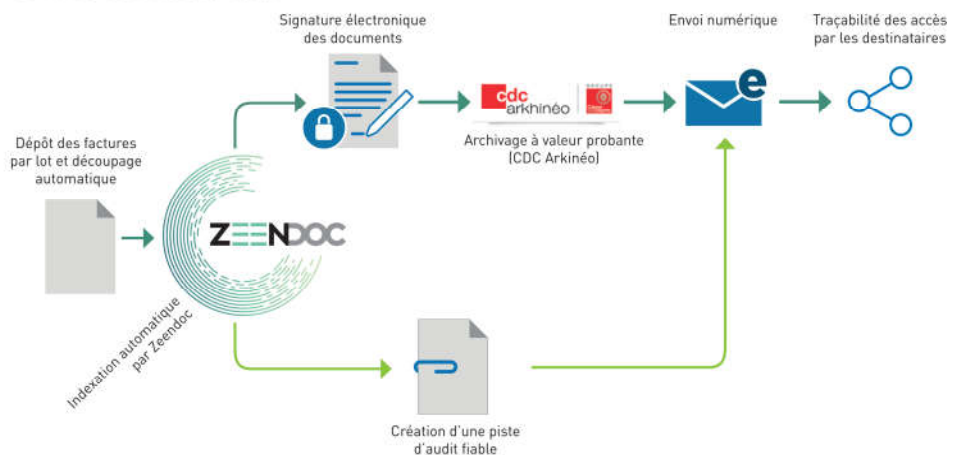 Signature électronique
des documents
Envoi numérique
Traçabilité des accès
par les destinataires
e
cdc
arkhinéo
GROUPE
Archivage à valeur probante
(CDC Arkinéo)
Dépôt des factures
par lot et découpage
automatique
ZEENDOC
Indexation automatique
par Zeendoc
Création d'une piste
d'audit fiable